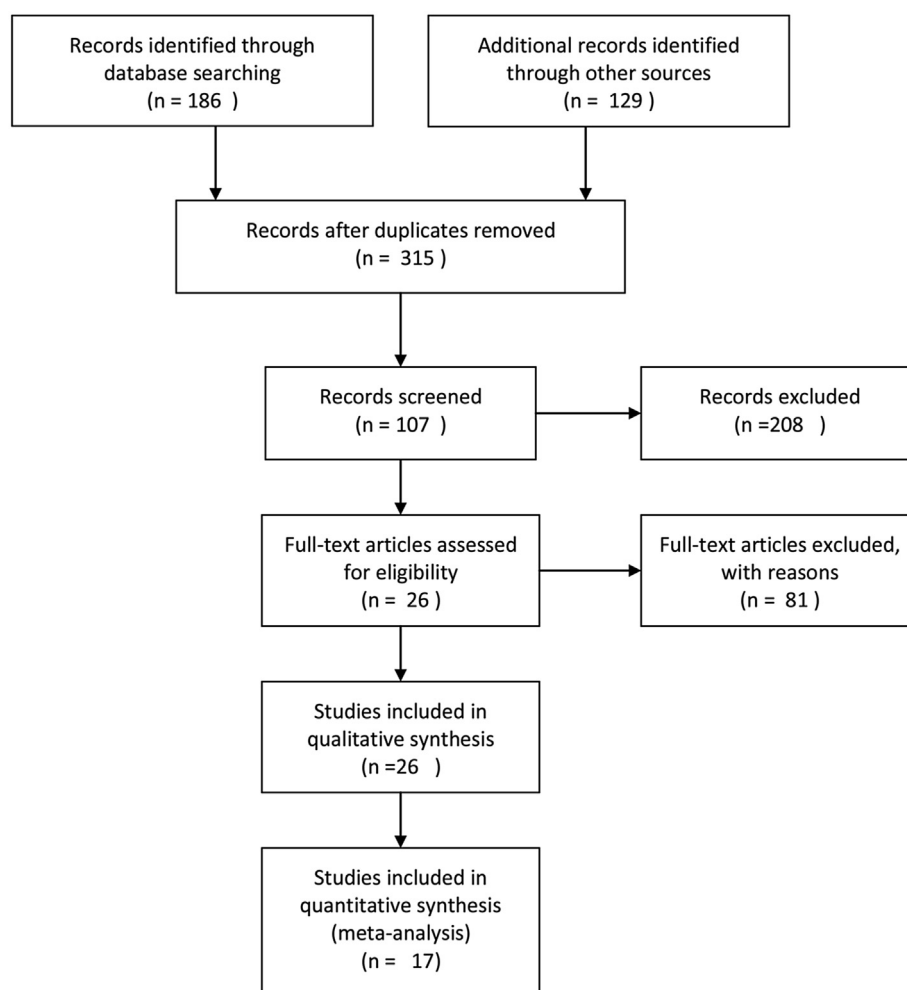 Records identified through
database searching
(n = 186 )
Additional records identified
through other sources
(n = 129 )
Records after duplicates removed
(n = 315 )
Records screened
(n = 107 )
Records excluded
(n =208 )
Full-text articles assessed
for eligibility
(n = 26 )
Full-text articles excluded,
with reasons
(n = 81 )
Studies included in
qualitative synthesis
(n =26 )
Studies included in
quantitative synthesis
(meta-analysis)
(n = 17)